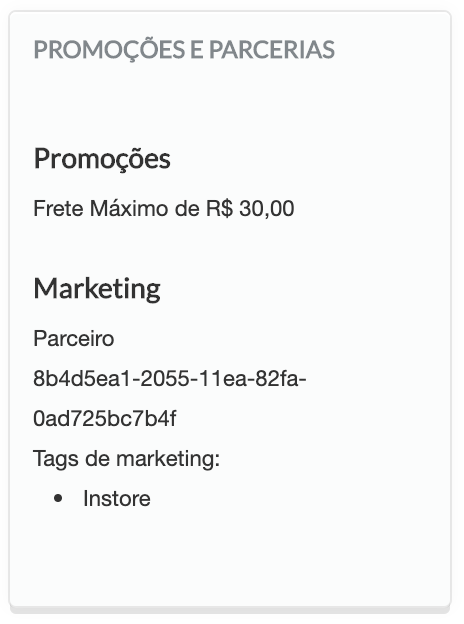 PROMOÇÕES E PARCERIAS
Promoções
Frete Máximo de R$ 30,00
Marketing
Parceiro
8b4d5ea1-2055-11ea-82fa-
0ad725bc7b4f
Tags de marketing:
• Instore